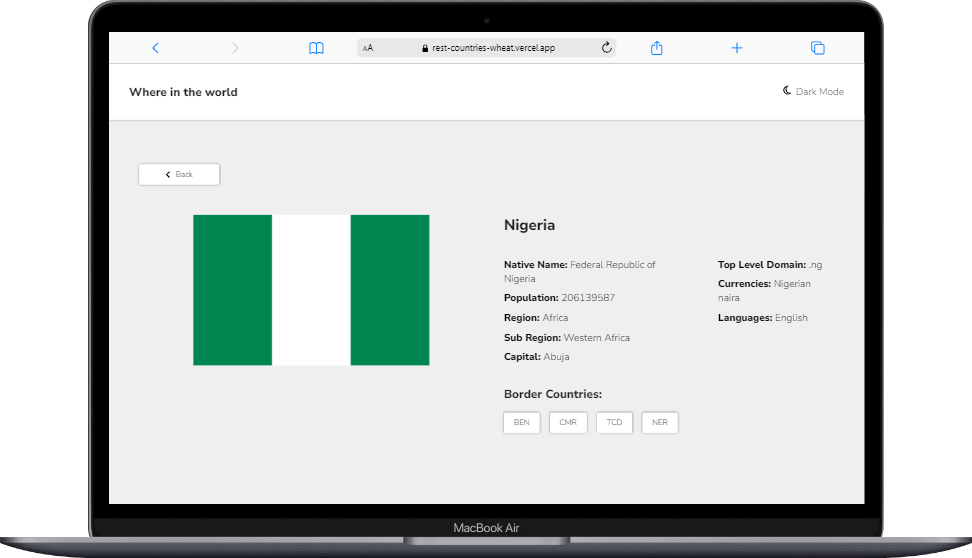 AA
rest-countries-wheat.vercel.app
Where in the world
Dark Mode
Back
Nigeria
Native Name: Federal Republic of
Nigeria
Population: 206139587
Region: Africa
Sub Region: Western Africa
Capital: Abuja
Top Level Domain: .ng
Currencies: Nigerian
naira
Languages: English
Border Countries:
BEN CMR TCD NER
MacBook Air